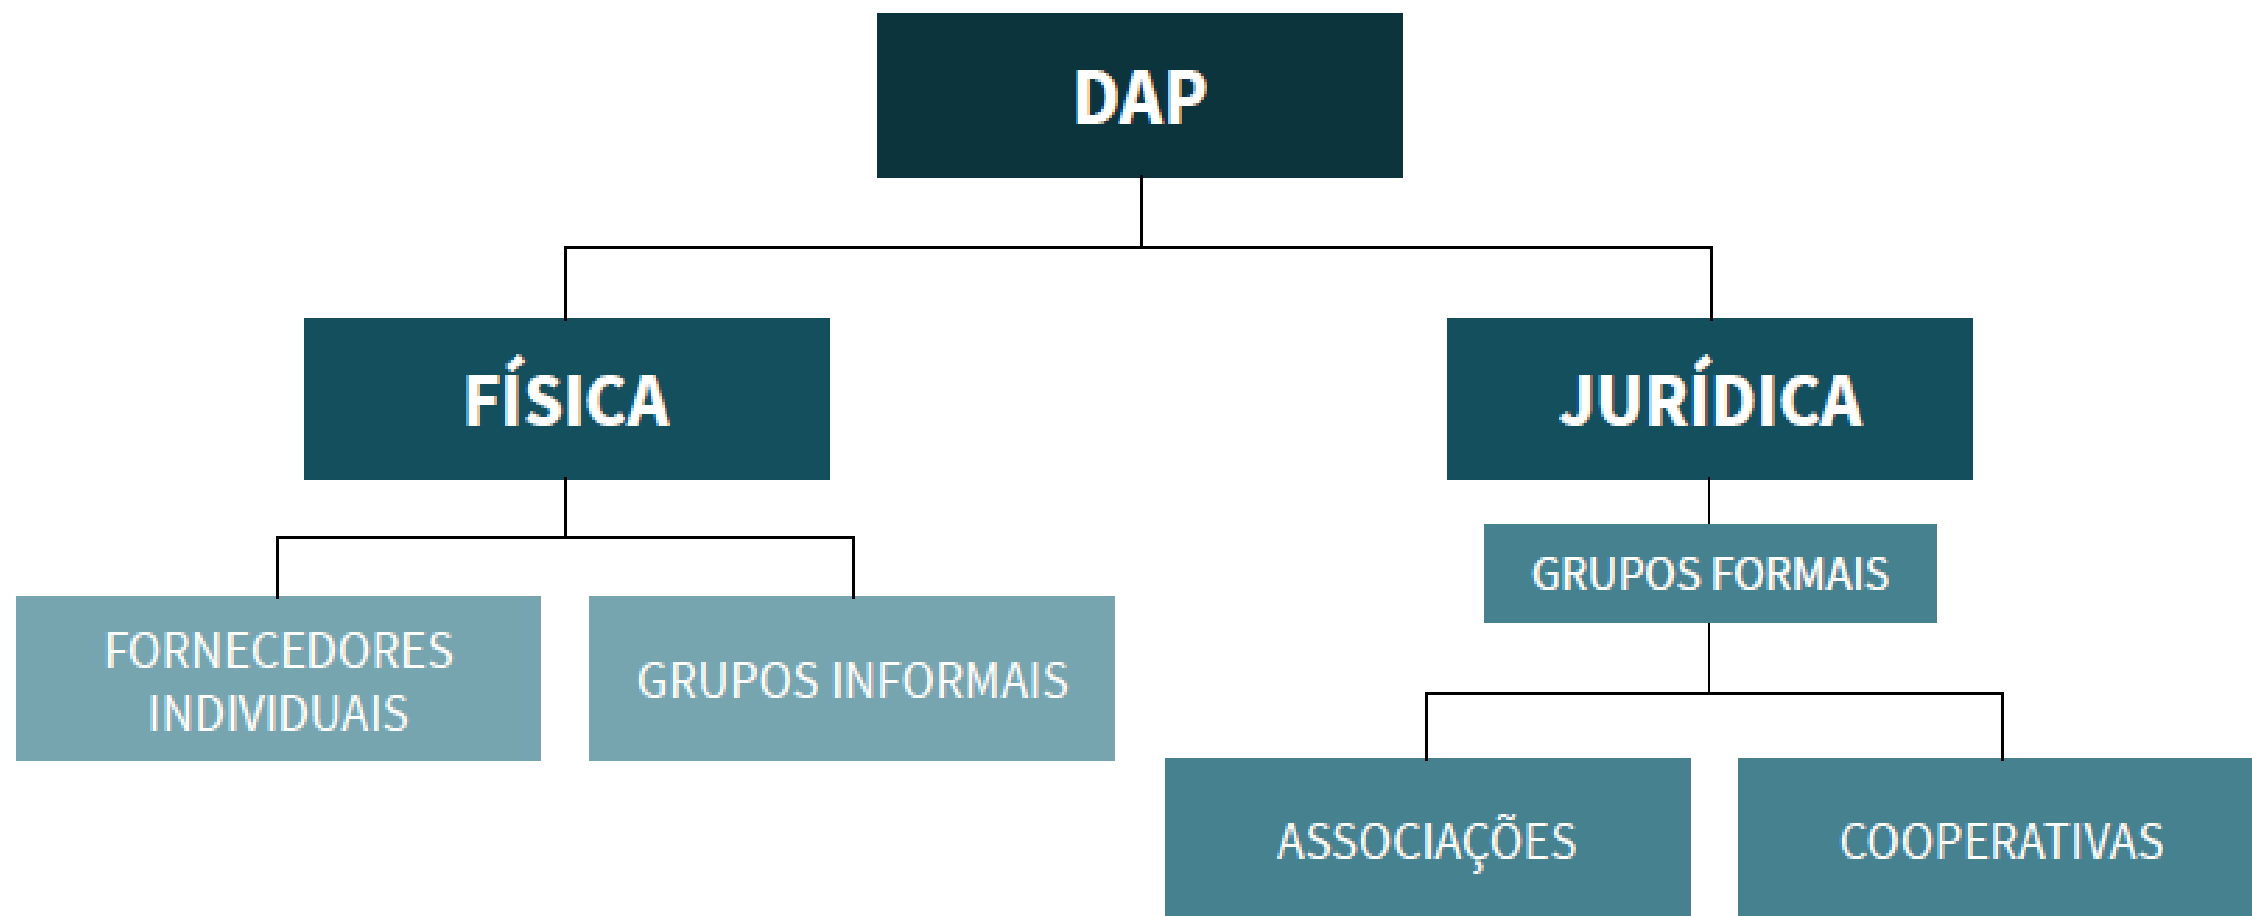 DAP
FÍSICA
JURÍDICA
GRUPOS FORMAIS
FORNECEDORES
INDIVIDUAIS
GRUPOS INFORMAIS
ASSOCIAÇÕES
COOPERATIVAS